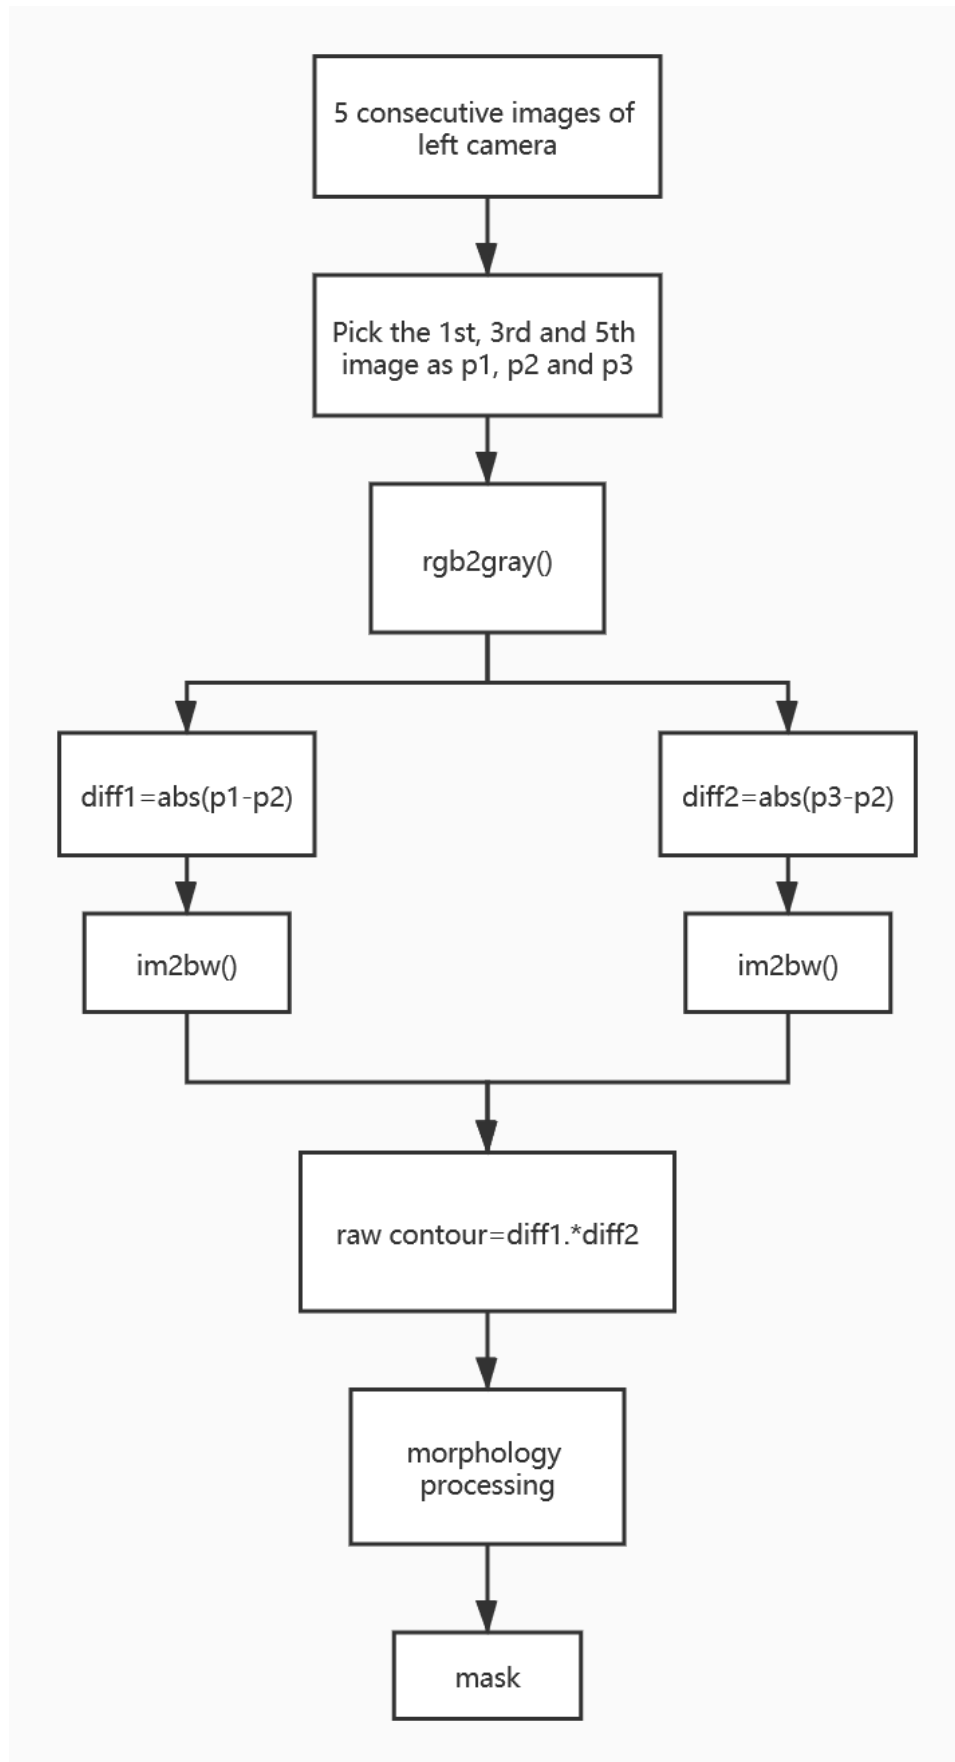 5 consecutive images of
left camera
Pick the 1st, 3rd and 5th
image as p1, p2 and p3
rgb2gray()
diff1=abs(p1-p2)
diff2=abs(p3-p2)
im2bw()
im2bw()
raw contour=diff1.*diff2
morphology
processing
mask